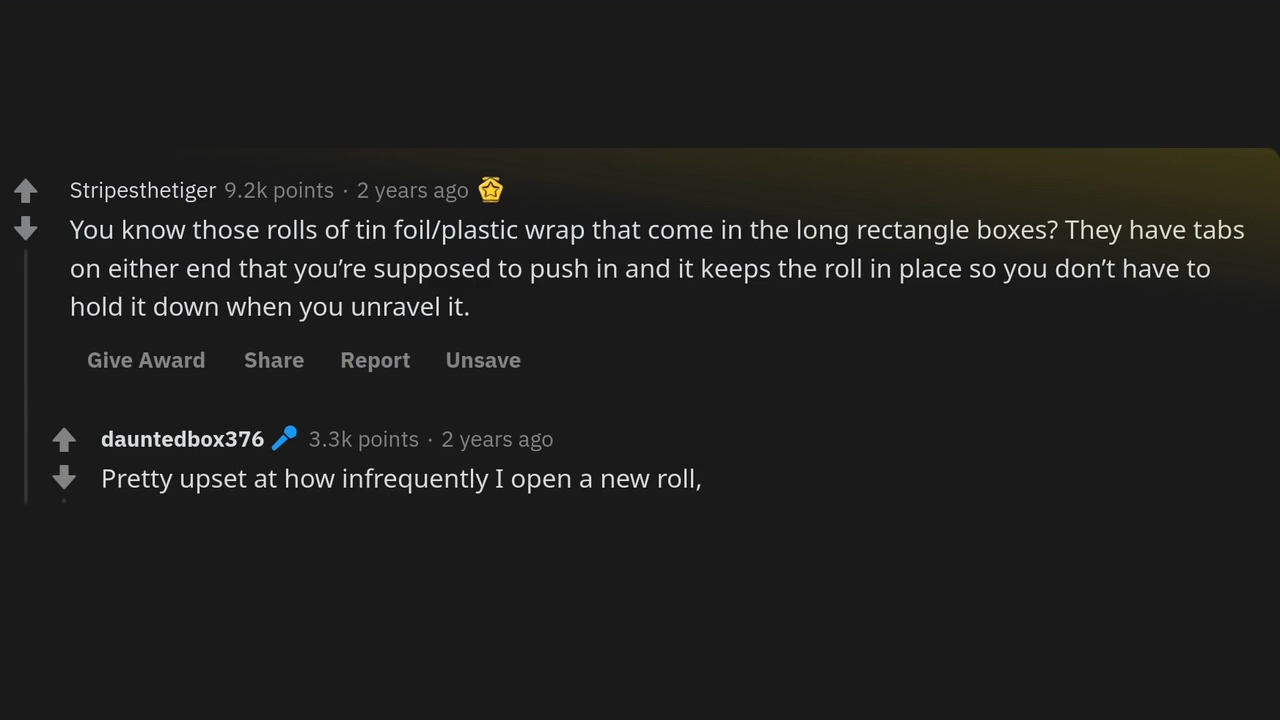 Stripesthetiger 9.2k points · 2 years ago
You know those rolls of tin foil/plastic wrap that come in the long rectangle boxes? They have tabs
on either end that you’re supposed to push in and it keeps the roll in place so you don’t have to
hold it down when you unravel it.
Give Award Share Report Unsave
dauntedbox376 3.3k points · 2 years ago
Pretty upset at how infrequently I open a new roll,